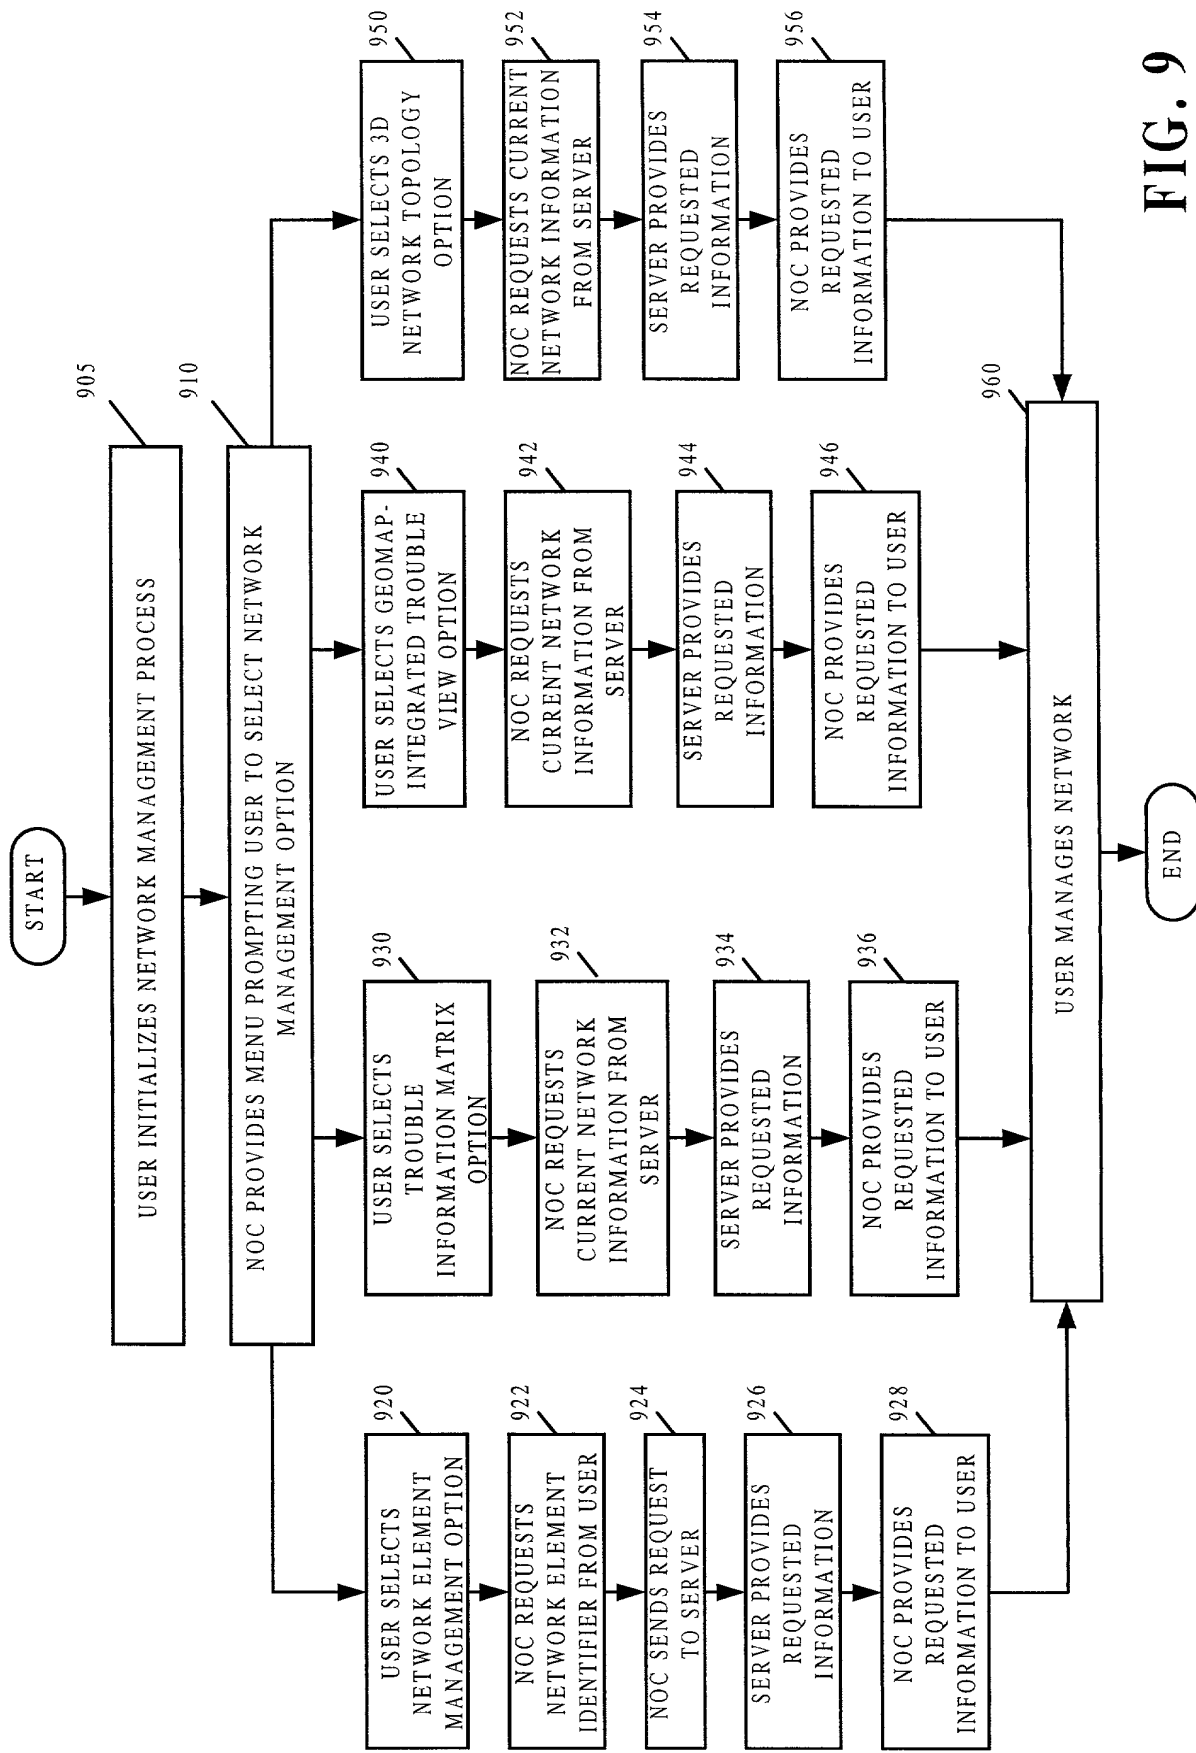 START
905
USER INITIALIZES NETWORK MANAGEMENT PROCESS
910
NOC PROVIDES MENU PROMPTING USER TO SELECT NETWORK
MANAGEMENT OPTION
920
USER SELECTS
NETWORK ELEMENT
MANAGEMENT OPTION
922
NOC REQUESTS
NETWORK ELEMENT
IDENTIFIER FROM USER
924
NOC SENDS REQUEST
TO SERVER
926
SERVER PROVIDES
REQUESTED
INFORMATION
928
NOC PROVIDES
REQUESTED
INFORMATION TO USER
930
USER SELECTS
TROUBLE
INFORMATION MATRIX
OPTION
932
NOC REQUESTS
CURRENT NETWORK
INFORMATION FROM
SERVER
934
SERVER PROVIDES
REQUESTED
INFORMATION
936
NOC PROVIDES
REQUESTED
INFORMATION TO USER
940
USER SELECTS GEOMAP-
INTEGRATED TROUBLE
VIEW OPTION
942
NOC REQUESTS
CURRENT NETWORK
INFORMATION FROM
SERVER
944
SERVER PROVIDES
REQUESTED
INFORMATION
946
NOC PROVIDES
REQUESTED
INFORMATION TO USER
950
USER SELECTS 3D
NETWORK TOPOLOGY
OPTION
952
NOC REQUESTS CURRENT
NETWORK INFORMATION
FROM SERVER
954
SERVER PROVIDES
REQUESTED
INFORMATION
956
NOC PROVIDES
REQUESTED
INFORMATION TO USER
960
USER MANAGES NETWORK
END
FIG. 9